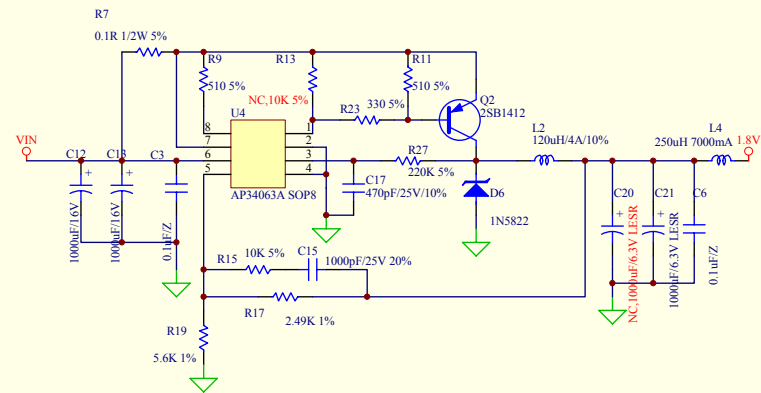 R7
0.1R 1/2W 5%
R9
510 5%
R13
NC,10K 5%
R11
510 5%
R23
330 5%
Q2
2SB1412
U4
8
7
6
5
1
2
3
4
AP34063A SOP8
VIN
C12
+
1000uF/16V
C13
+
1000uF/16V
C3
0.1uF/Z
R27
220K 5%
C17
470pF/25V/10%
D6
1N5822
L2
120uH/4A/10%
L4
250uH 7000mA
1.8V
C20
+
NC,1000uF/6.3V LESR
C21
+
1000uF/6.3V LESR
C6
0.1uF/Z
R15
10K 5%
C15
1000pF/25V 20%
R17
2.49K 1%
R19
5.6K 1%